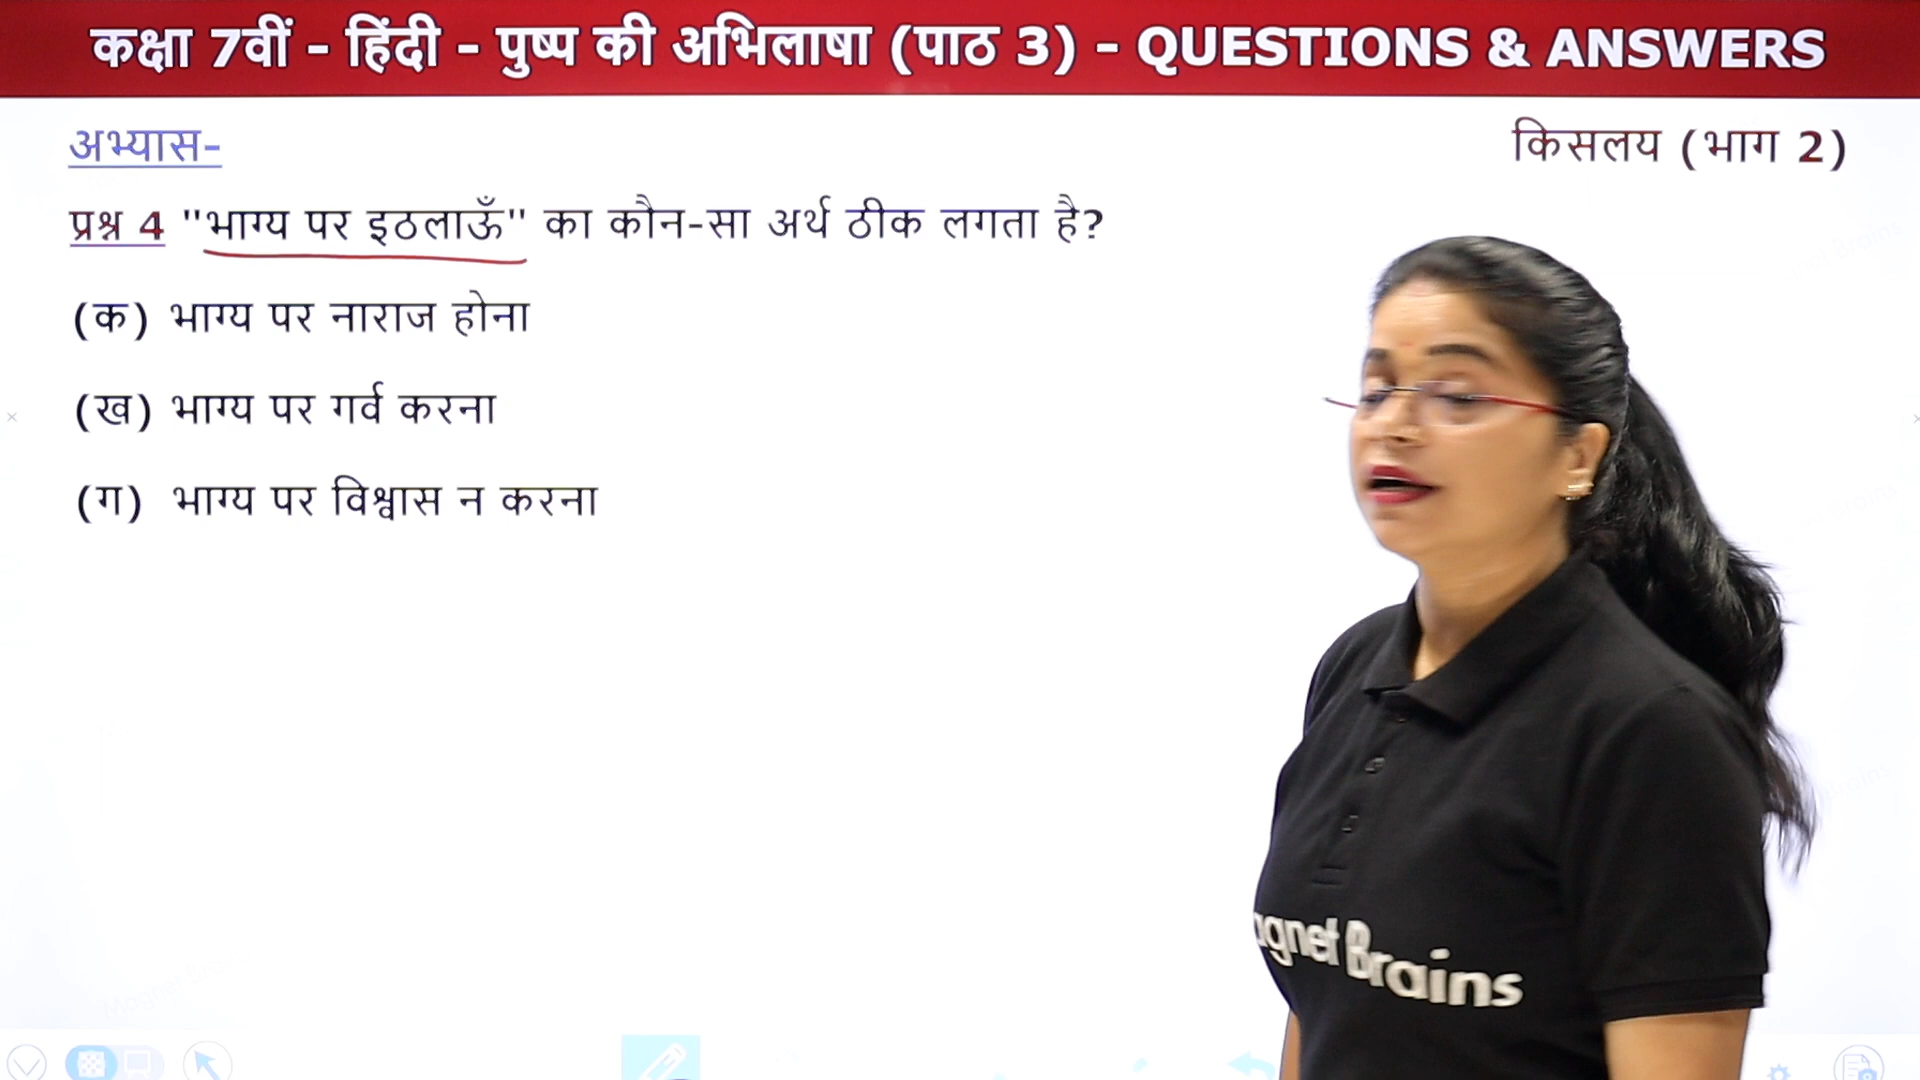 कक्षा 7वीं - हिंदी - पुष्प की अभिलाषा (पाठ 3) - QUESTIONS & ANSWERS
अभ्यास-
किसलय (भाग 2)
प्रश्न 4 "भाग्य पर इठलाऊँ" का कौन-सा अर्थ ठीक लगता है?
(क) भाग्य पर नाराज होना
(ख) भाग्य पर गर्व करना
(ग) भाग्य पर विश्वास न करना
agnet Brains